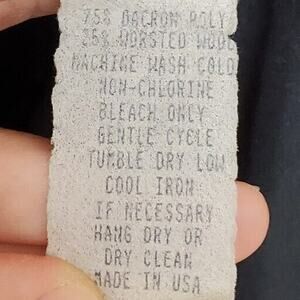 75% DACRON POLY
25% WORSTED WOOL
MACHINE WASH COLD
NON-CHLORINE
BLEACH ONLY
GENTLE CYCLE
TUMBLE DRY LOW
COOL IRON
IF NECESSARY
HANG DRY OR
DRY CLEAN
MADE IN USA